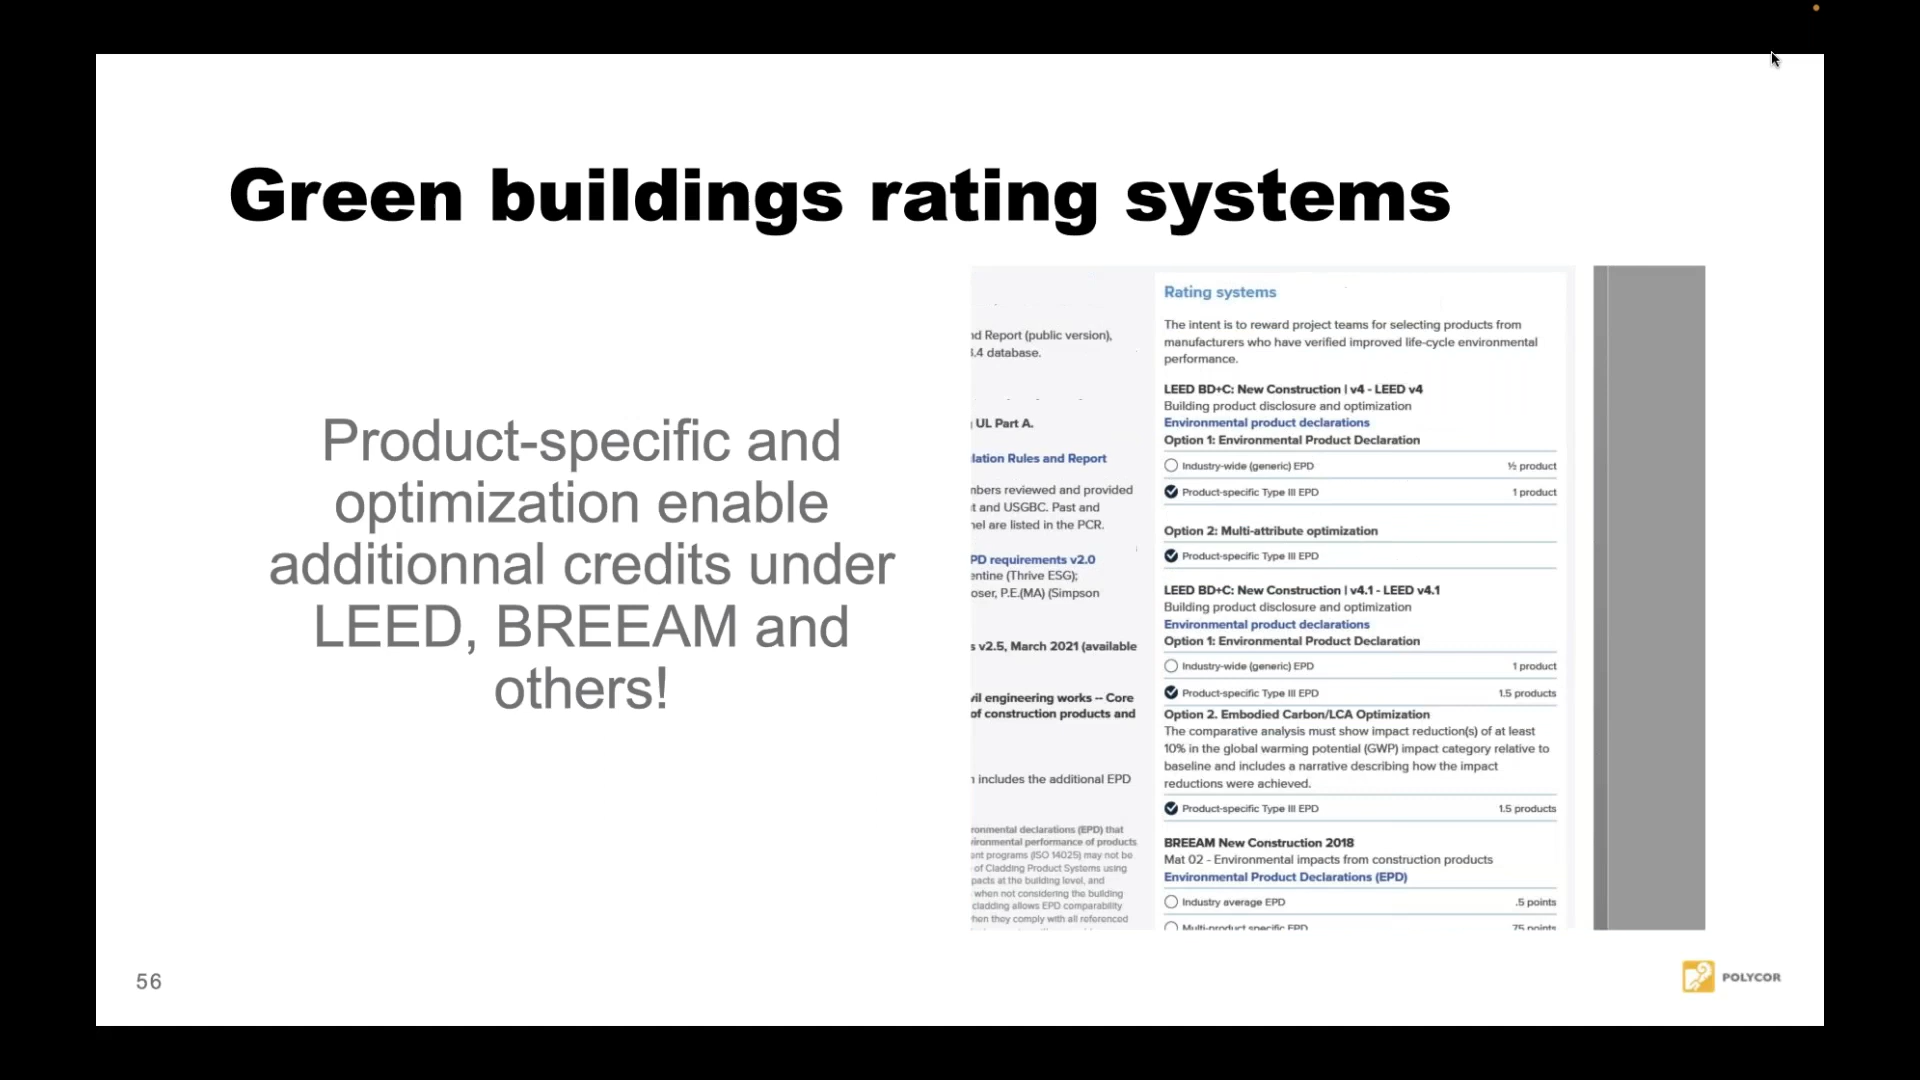 Green buildings rating systems
Product-specific and
optimization enable
additionnal credits under
LEED, BREEAM and
others!
nd Report (public version),
3.4 database.
UL Part A.
lation Rules and Report
nbers reviewed and provided
t and USGBC. Past and
nel are listed in the PCR.
PD requirements v2.0
entine (Thrive ESG);
oser, P.E.(MA) (Simpson
s v2.5, March 2021 (available
vil engineering works -- Core
of construction products and
n includes the additional EPD
ronmental declarations (EPD) that
vironmental performance of products
ent programs (ISO 14025) may not be
of Cladding Product Systems using
pacts at the building level, and
when not considering the building
cladding allows EPD comparability
hen they comply with all referenced
Rating systems
The intent is to reward project teams for selecting products from
manufacturers who have verified improved life-cycle environmental
performance.
LEED BD+C: New Construction | v4 - LEED v4
Building product disclosure and optimization
Environmental product declarations
Option 1: Environmental Product Declaration
Industry-wide (generic) EPD ½ product
Product-specific Type III EPD 1 product
Option 2: Multi-attribute optimization
Product-specific Type III EPD
LEED BD+C: New Construction | v4.1 - LEED v4.1
Building product disclosure and optimization
Environmental product declarations
Option 1: Environmental Product Declaration
Industry-wide (generic) EPD 1 product
Product-specific Type III EPD 1.5 products
Option 2. Embodied Carbon/LCA Optimization
The comparative analysis must show impact reduction(s) of at least
10% in the global warming potential (GWP) impact category relative to
baseline and includes a narrative describing how the impact
reductions were achieved.
Product-specific Type III EPD 1.5 products
BREEAM New Construction 2018
Mat 02 - Environmental impacts from construction products
Environmental Product Declarations (EPD)
Industry average EPD .5 points
Multi-product specific EPD .75 points
56
POLYCOR